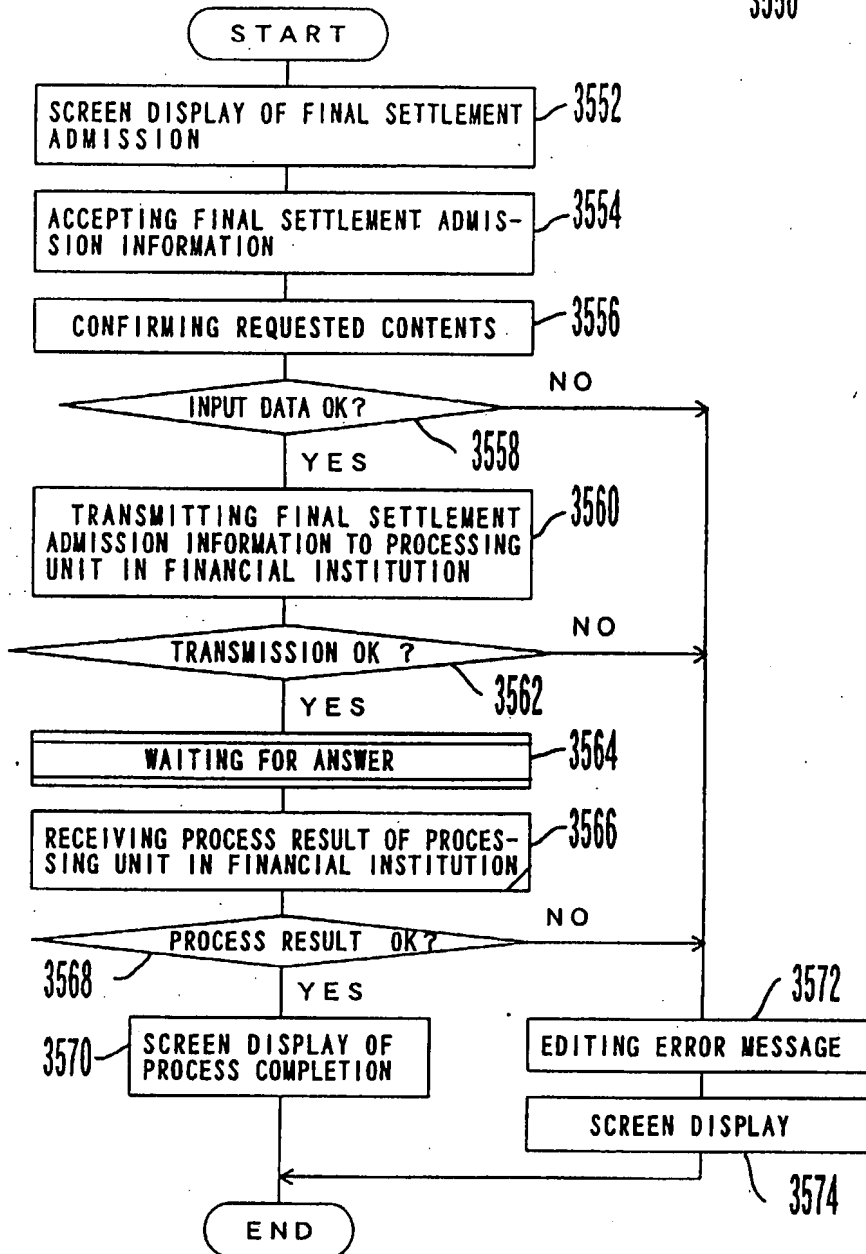 3550
START
SCREEN DISPLAY OF FINAL SETTLEMENT
ADMISSION
3552
ACCEPTING FINAL SETTLEMENT ADMIS-
SION INFORMATION
3554
CONFIRMING REQUESTED CONTENTS
3556
INPUT DATA OK?
NO
3558
YES
TRANSMITTING FINAL SETTLEMENT
ADMISSION INFORMATION TO PROCESSING
UNIT IN FINANCIAL INSTITUTION
3560
TRANSMISSION OK ?
NO
3562
YES
WAITING FOR ANSWER
3564
RECEIVING PROCESS RESULT OF PROCES-
SING UNIT IN FINANCIAL INSTITUTION
3566
PROCESS RESULT OK?
NO
3568
YES
3570
SCREEN DISPLAY OF
PROCESS COMPLETION
3572
EDITING ERROR MESSAGE
SCREEN DISPLAY
3574
END